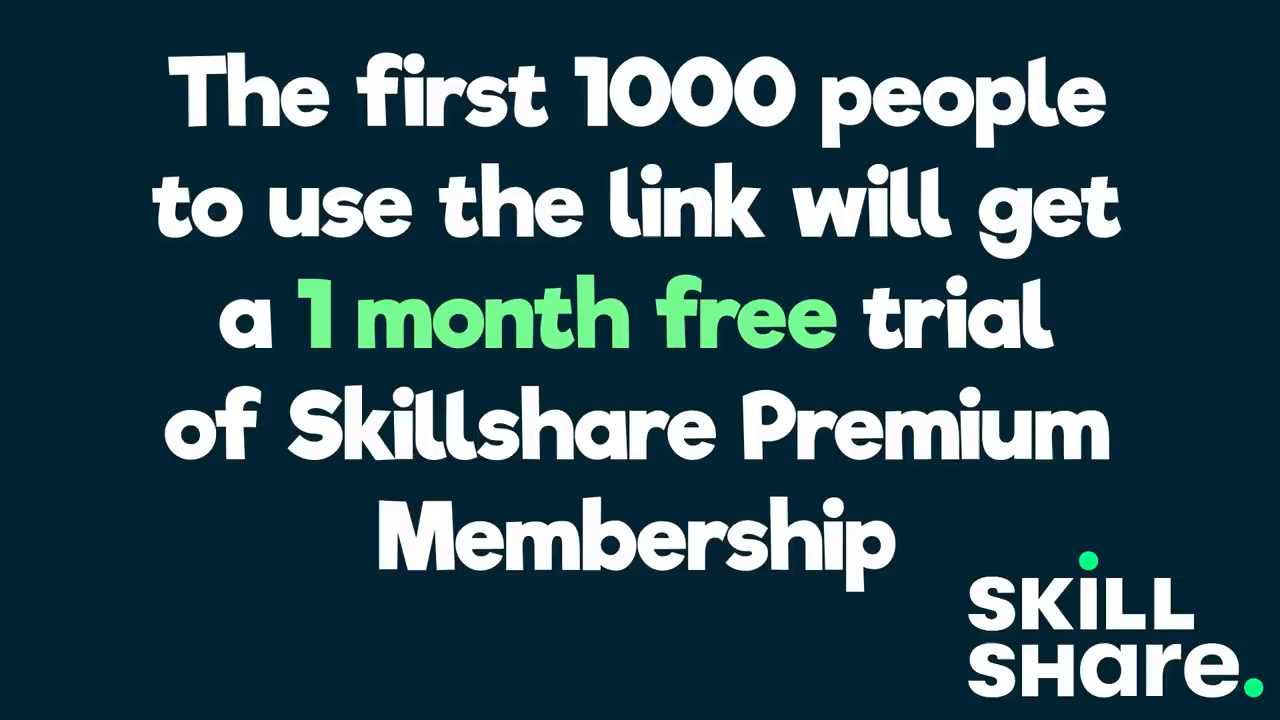 The first 1000 people
to use the link will get
a 1 month free trial
of Skillshare Premium
Membership
SKiLL
SHare.